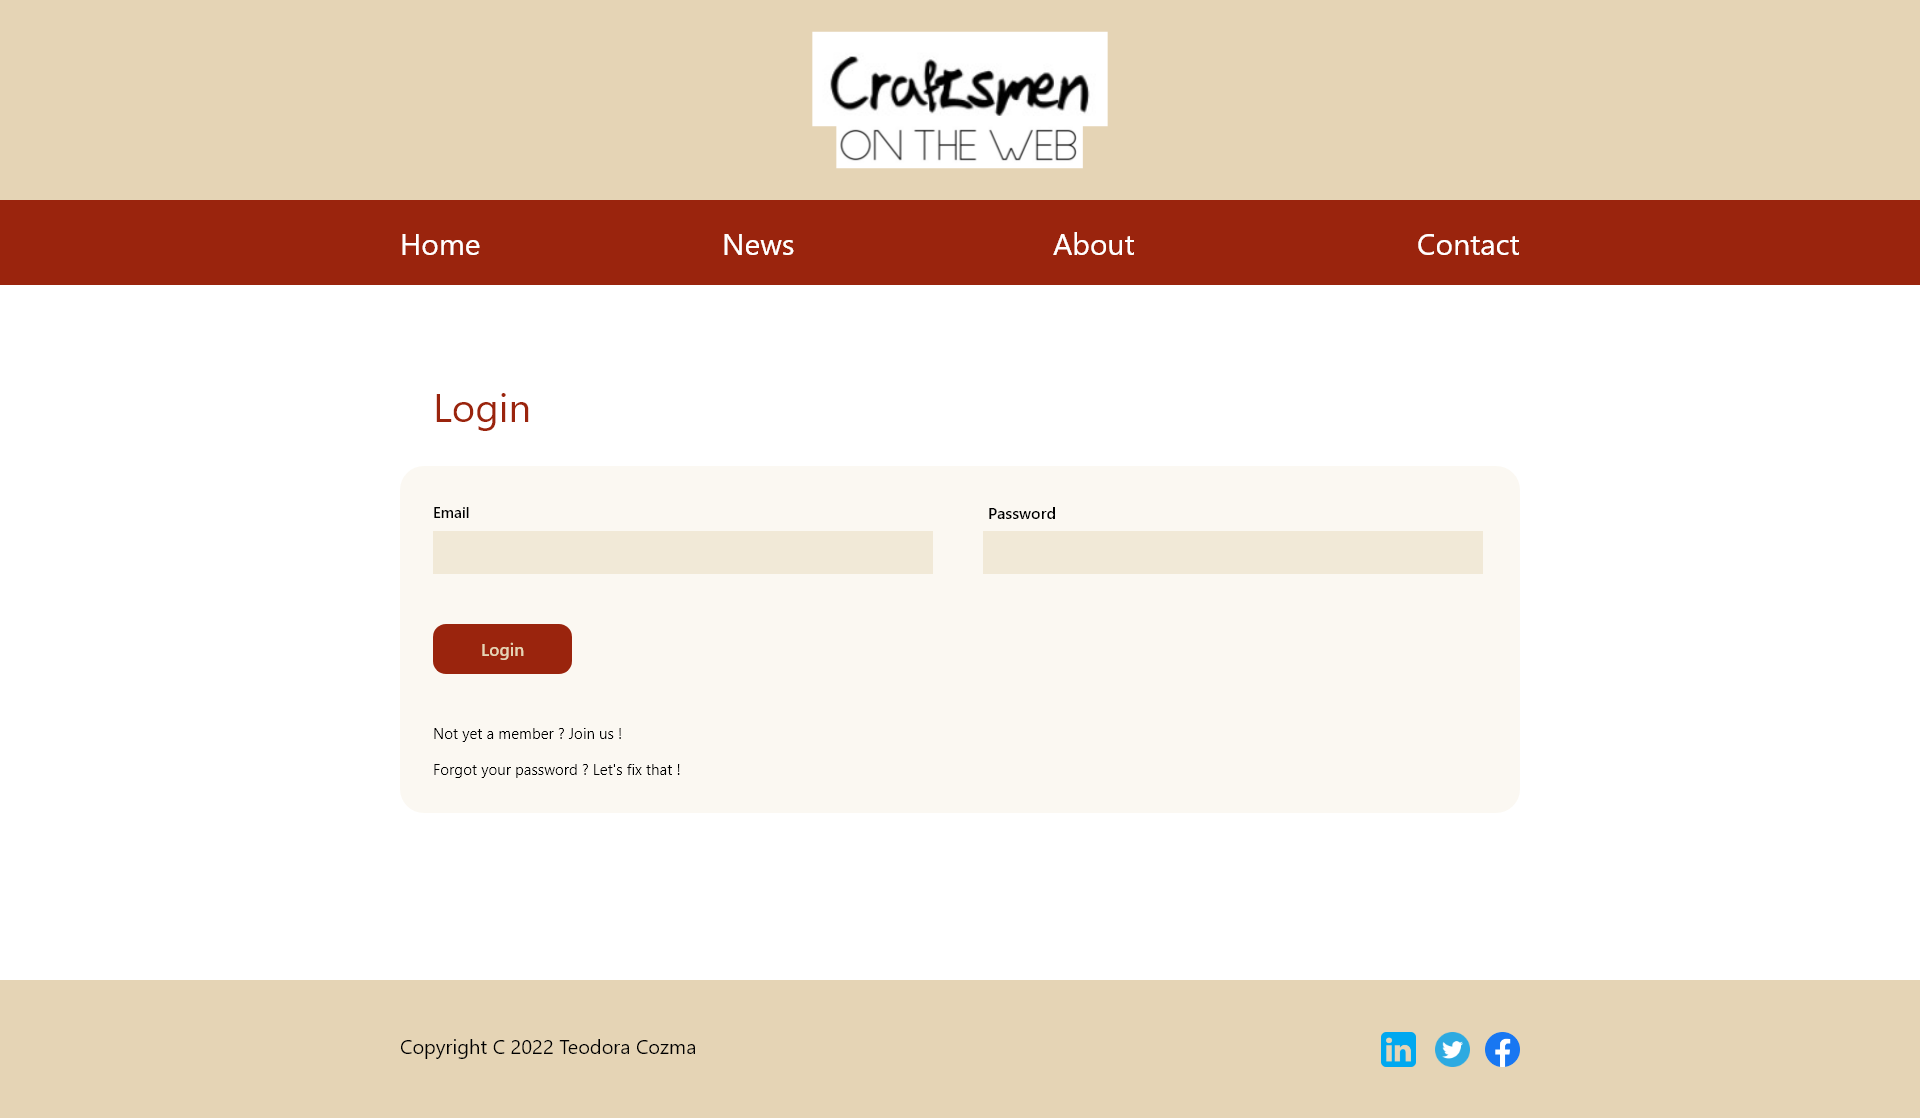 Craftsmen
ON THE WEB
Home News About Contact
Login
Email Password
Login
Not yet a member ? Join us !
Forgot your password ? Let's fix that !
Copyright C 2022 Teodora Cozma
in